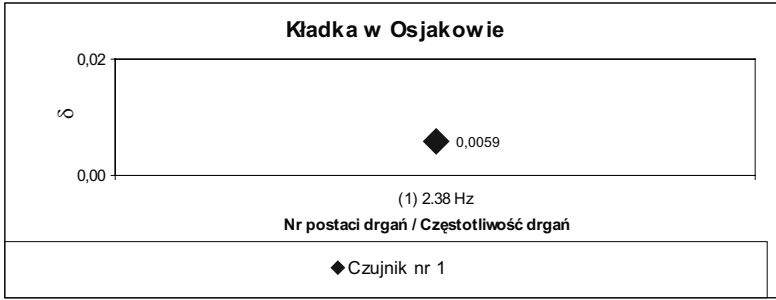 Kładka w Osjakowie
0,02
δ
0,0059
0,00
(1) 2.38 Hz
Nr postaci drgań / Częstotliwość drgań
Czujnik nr 1